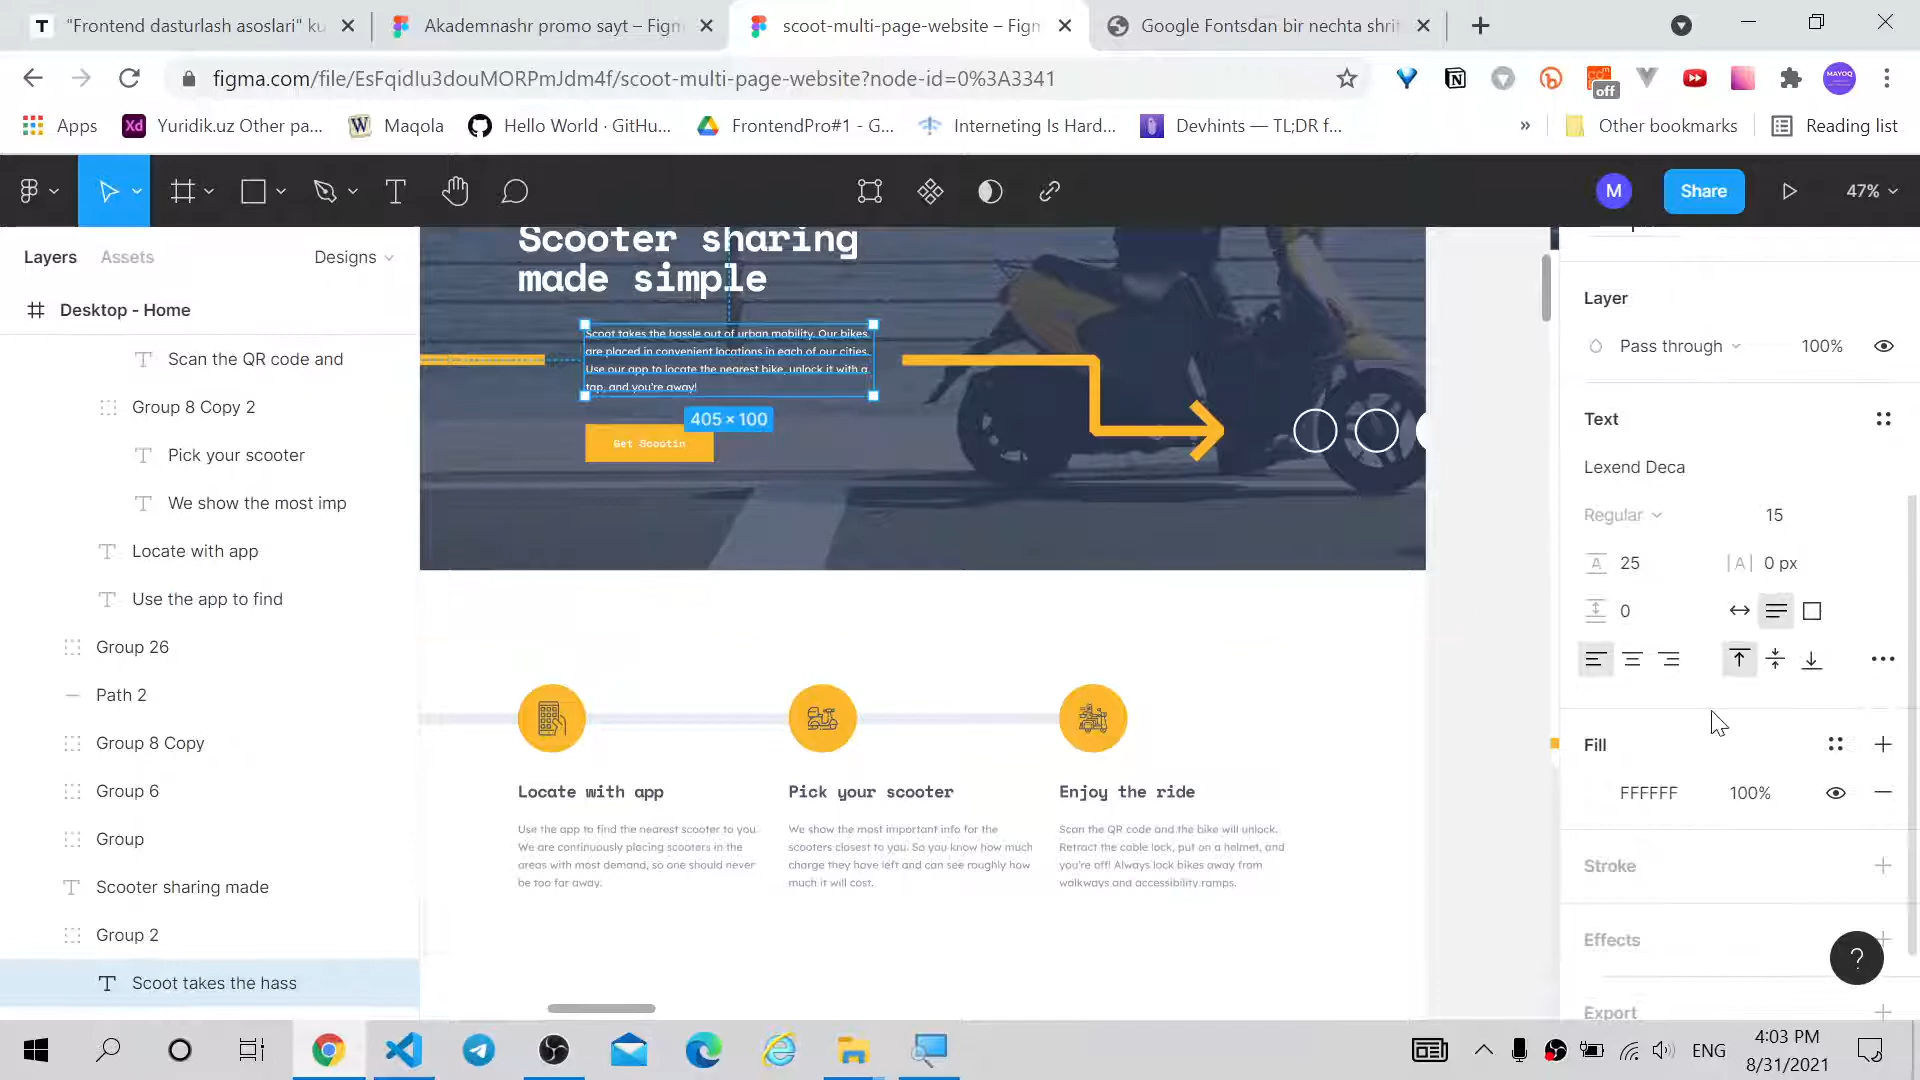 "Frontend dasturlash asoslari" ku
Akademnashr promo sayt – Figm
scoot-multi-page-website – Figm
Google Fontsdan bir nechta shrif
figma.com/file/EsFqidIu3douMORPmJdm4f/scoot-multi-page-website?node-id=0%3A3341
off
MAYOQ
Apps
Xd
Yuridik.uz Other pa...
W
Maqola
Hello World · GitHu...
FrontendPro#1 - G...
Interneting Is Hard...
Devhints — TL;DR f...
»
Other bookmarks
Reading list
M
Share
47%
Layers
Assets
Designs
Desktop - Home
Scan the QR code and
Group 8 Copy 2
Pick your scooter
We show the most imp
Locate with app
Use the app to find
Group 26
Path 2
Group 8 Copy
Group 6
Group
Scooter sharing made
Group 2
Scoot takes the hass
Scooter sharing
made simple
Scoot takes the hassle out of urban mobility. Our bikes
are placed in convenient locations in each of our cities.
Use our app to locate the nearest bike, unlock it with a
tap, and you're away!
405 × 100
Get Scootin
Locate with app
Use the app to find the nearest scooter to you.
We are continuously placing scooters in the
areas with most demand, so one should never
be too far away.
Pick your scooter
We show the most important info for the
scooters closest to you. So you know how much
charge they have left and can see roughly how
much it will cost.
Enjoy the ride
Scan the QR code and the bike will unlock.
Retract the cable lock, put on a helmet, and
you're off! Always lock bikes away from
walkways and accessibility ramps.
Layer
Pass through
100%
Text
Lexend Deca
Regular
15
25
0 px
0
Fill
FFFFFF
100%
Stroke
Effects
?
Export
ENG
4:03 PM
8/31/2021